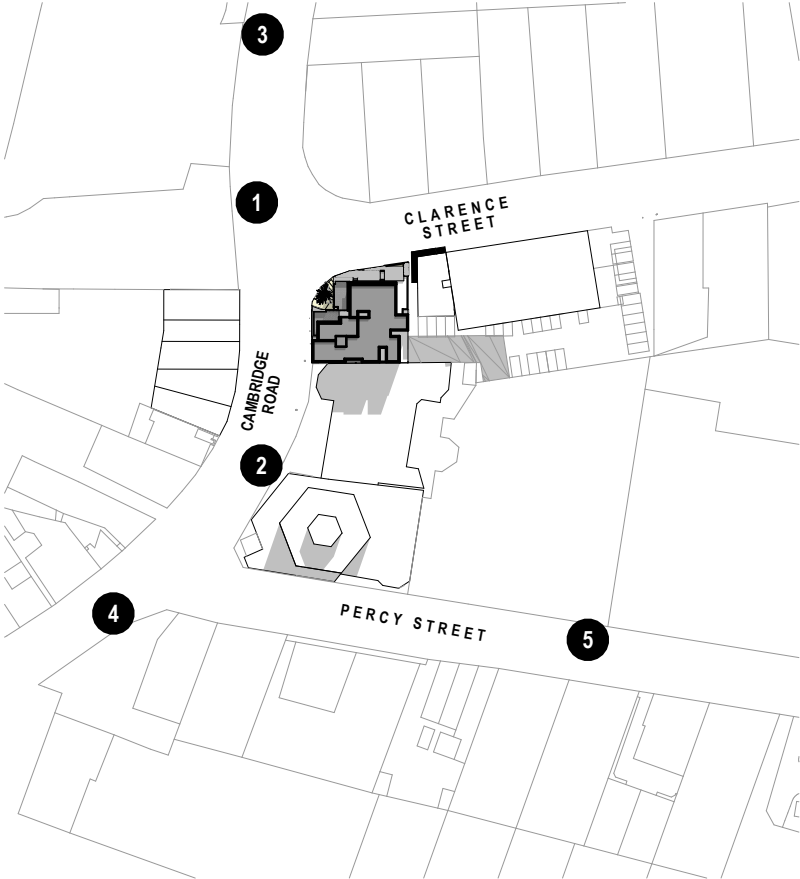 3
1
CLARENCE
STREET
CAMBRIDGE
ROAD
2
4
PERCY STREET
5